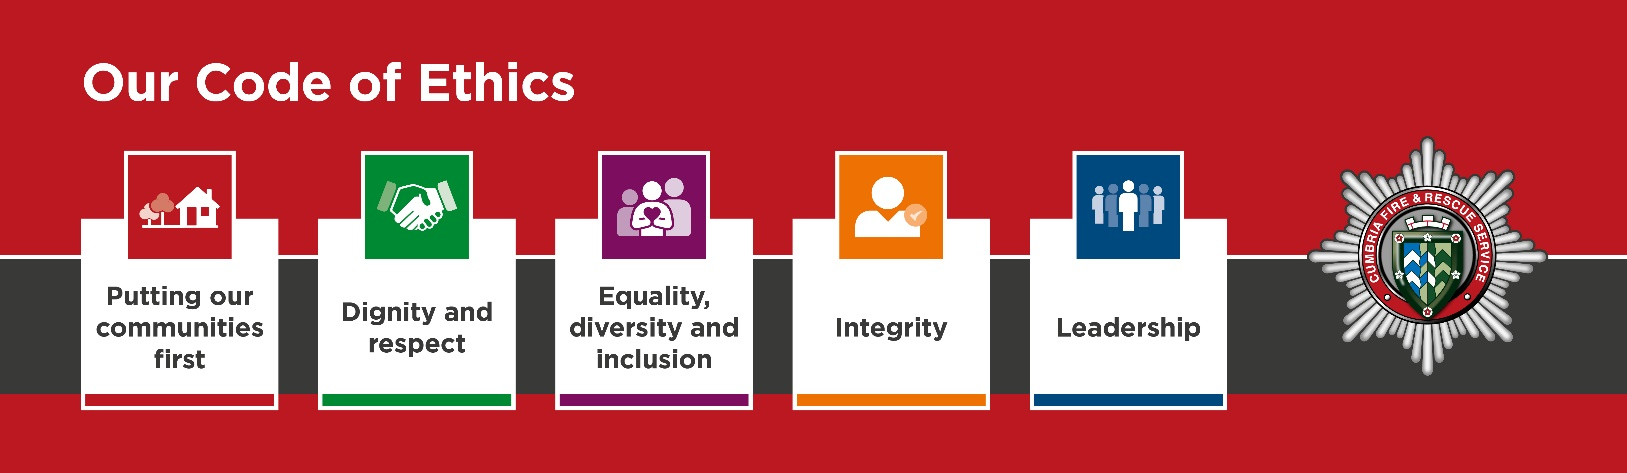 Our Code of Ethics
Putting our
communities
first
Dignity and
respect
Equality,
diversity and
inclusion
Integrity
Leadership
CUMBRIA FIRE & RESCUE SERVICE